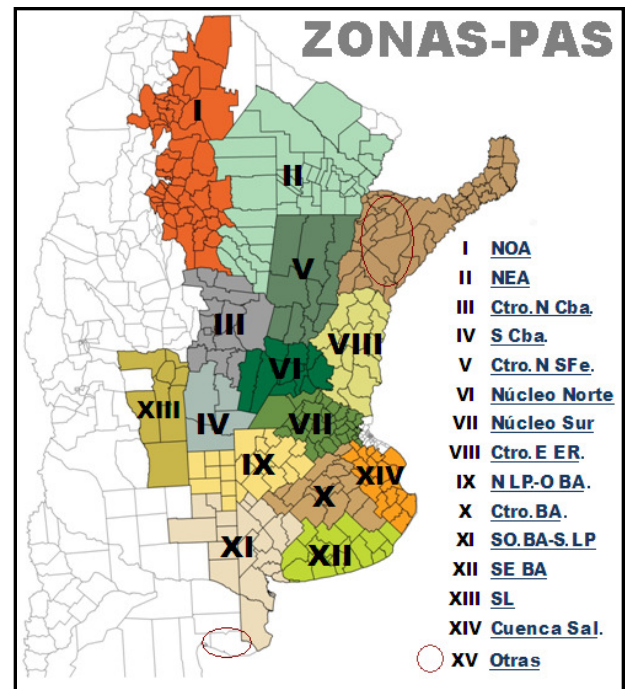 ZONAS-PAS
I
II
V
III
VIII
VI
XIII
IV
VII
IX
XIV
X
XI
XII
I NOA
II NEA
III Ctro.N Cba.
IV S Cba.
V Ctro.N SFe.
VI Núcleo Norte
VII Núcleo Sur
VIII Ctro.E ER.
IX N LP.-O BA.
X Ctro.BA.
XI SO.BA-S.LP
XII SE BA
XIII SL
XIV Cuenca Sal.
XV Otras